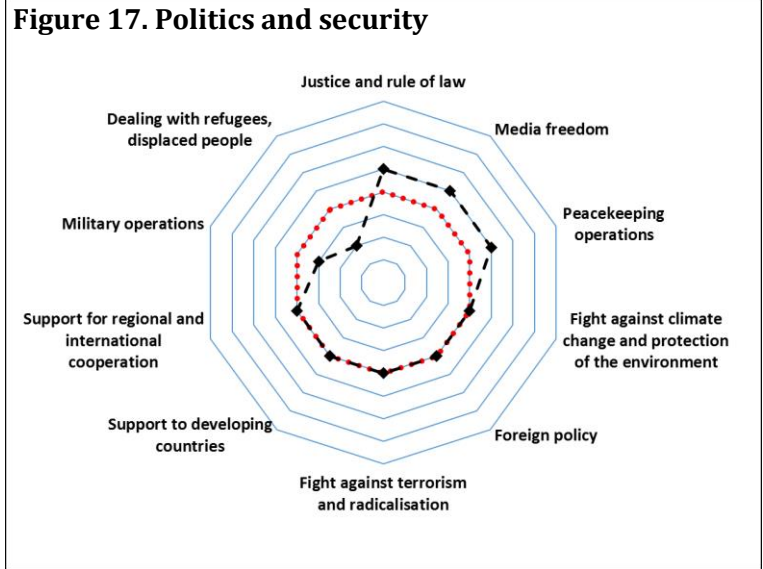 Figure 17. Politics and security
Justice and rule of law
Media freedom
Peacekeeping
operations
Fight against climate
change and protection
of the environment
Foreign policy
Fight against terrorism
and radicalisation
Support to developing
countries
Support for regional and
international
cooperation
Military operations
Dealing with refugees,
displaced people